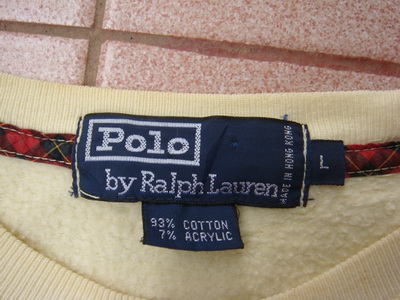 Polo
by Ralph Lauren
MADE IN HONG KONG
L
93% COTTON
7% ACRYLIC